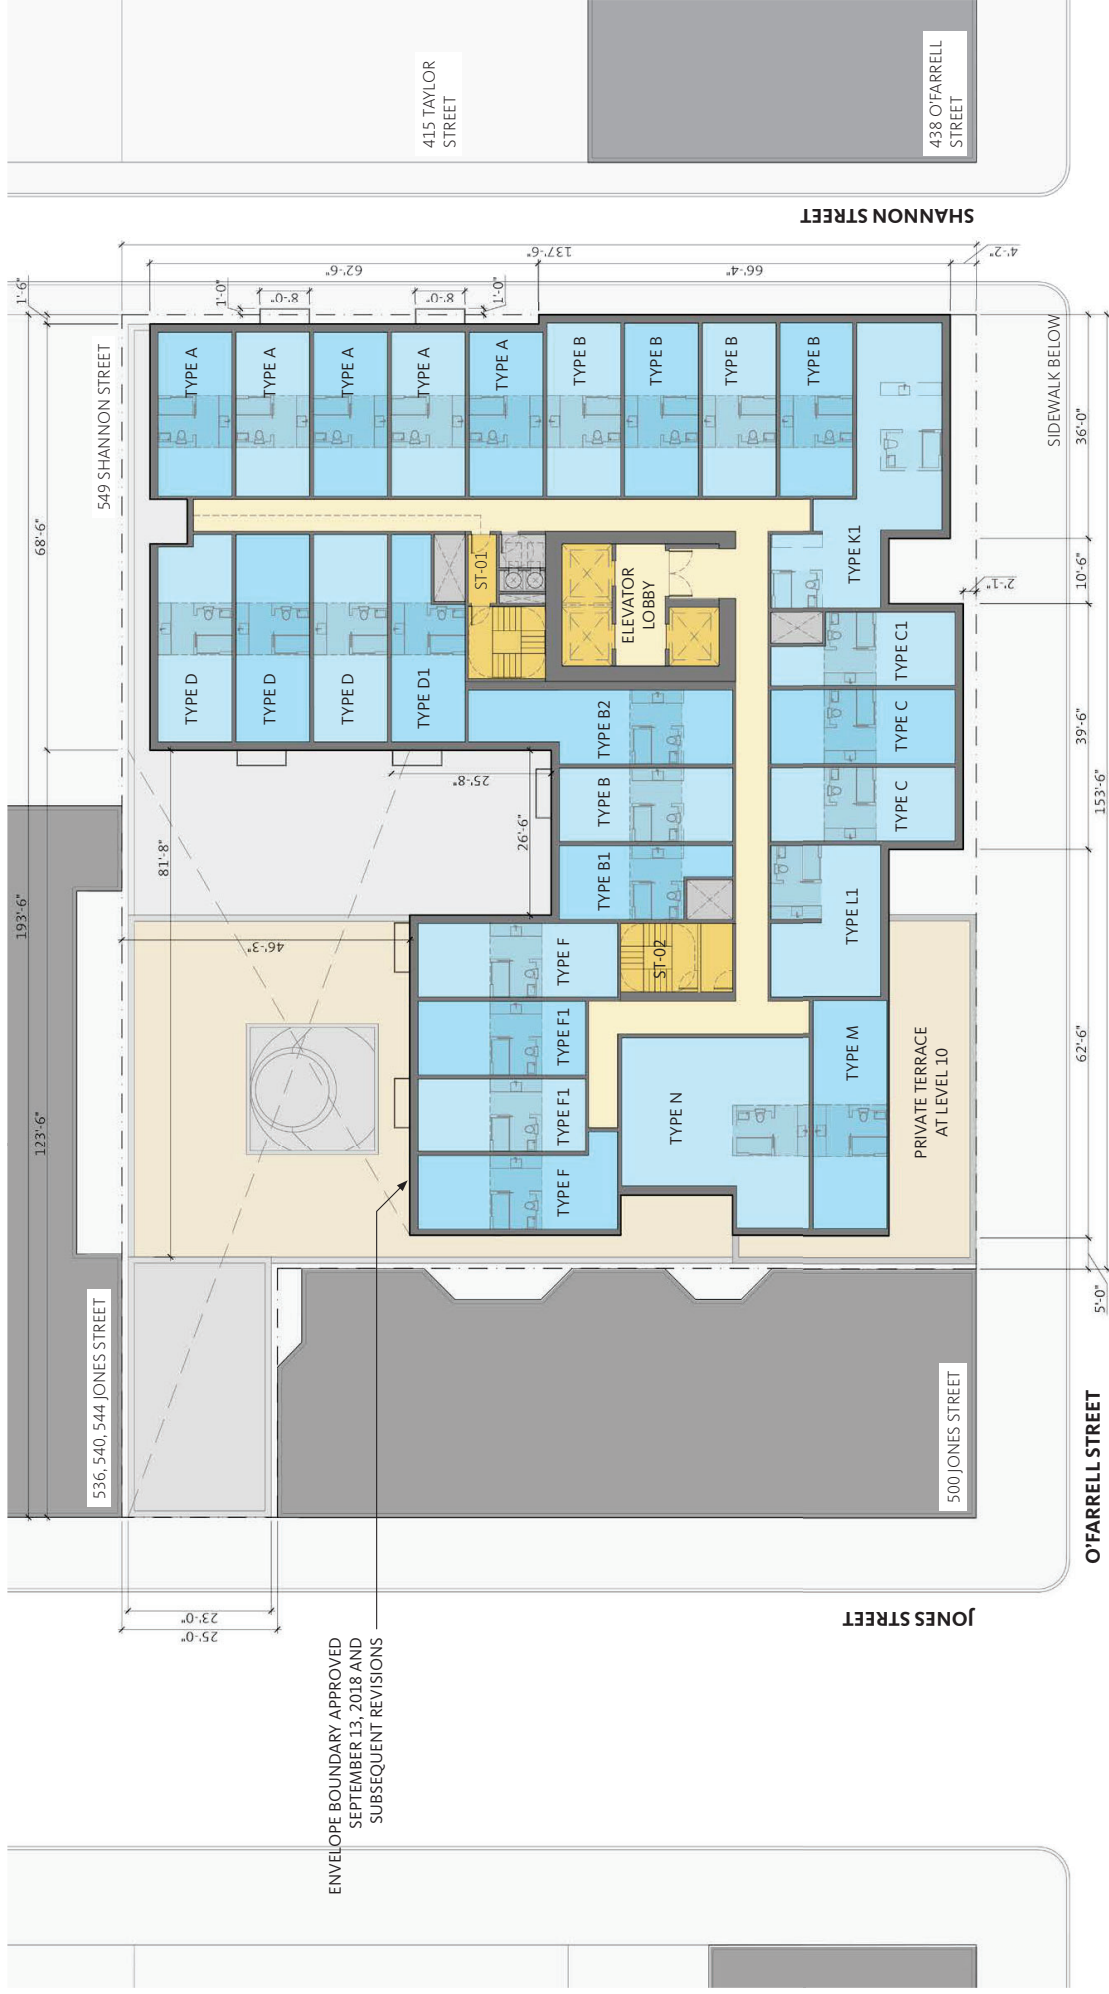 415 TAYLOR
STREET
438 O'FARRELL
STREET
SHANNON STREET
1'-6"
137'-6"
62'-6"
66'-4"
4'-2"
1'-0"
8'-0"
8'-0"
1'-0"
549 SHANNON STREET
SIDEWALK BELOW
68'-6"
36'-0"
10'-6"
2'-1"
39'-6"
153'-6"
62'-6"
5'-0"
TYPE A
TYPE A
TYPE A
TYPE A
TYPE A
TYPE B
TYPE B
TYPE B
TYPE B
TYPE K1
ST-01
ELEVATOR
LOBBY
TYPE D
TYPE D
TYPE D
TYPE D1
TYPE B2
TYPE B
TYPE B1
TYPE C1
TYPE C
TYPE C
TYPE L1
25'-8"
26'-6"
81'-8"
193'-6"
46'-3"
123'-6"
TYPE F
ST-02
TYPE F1
TYPE F1
TYPE F
TYPE N
TYPE M
PRIVATE TERRACE
AT LEVEL 10
536, 540, 544 JONES STREET
500 JONES STREET
O'FARRELL STREET
23'-0"
25'-0"
JONES STREET
ENVELOPE BOUNDARY APPROVED
SEPTEMBER 13, 2018 AND
SUBSEQUENT REVISIONS